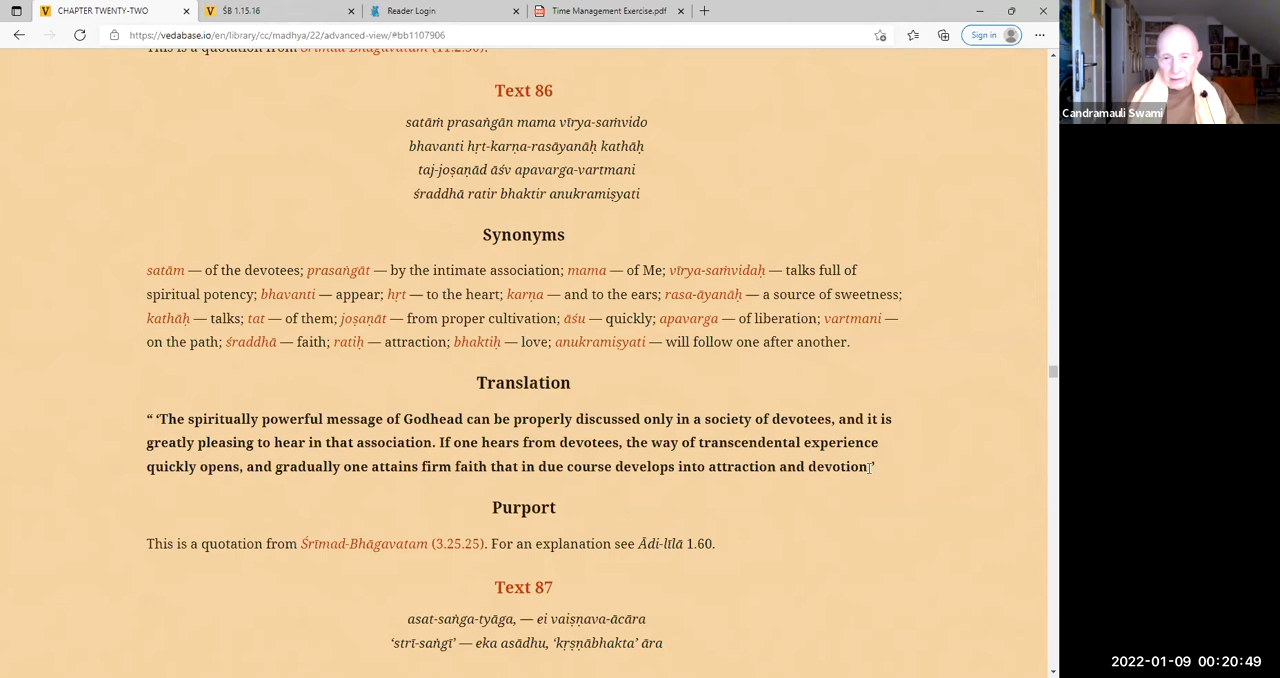 CHAPTER TWENTY-TWO
ŚB 1.15.16
Reader Login
Time Management Exercise.pdf
https://vedabase.io/en/library/cc/madhya/22/advanced-view/#bb1107906
Sign in
Text 86
satāṁ prasaṅgān mama vīrya-saṁvido
bhavanti hṛt-karṇa-rasāyanāḥ kathāḥ
taj-joṣaṇād āśv apavarga-vartmani
śraddhā ratir bhaktir anukramiṣyati
Synonyms
satām — of the devotees; prasaṅgāt — by the intimate association; mama — of Me; vīrya-saṁvidaḥ — talks full of
spiritual potency; bhavanti — appear; hṛt — to the heart; karṇa — and to the ears; rasa-āyanāḥ — a source of sweetness;
kathāḥ — talks; tat — of them; joṣaṇāt — from proper cultivation; āśu — quickly; apavarga — of liberation; vartmani —
on the path; śraddhā — faith; ratiḥ — attraction; bhaktiḥ — love; anukramiṣyati — will follow one after another.
Translation
“ ‘The spiritually powerful message of Godhead can be properly discussed only in a society of devotees, and it is
greatly pleasing to hear in that association. If one hears from devotees, the way of transcendental experience
quickly opens, and gradually one attains firm faith that in due course develops into attraction and devotion.’
Purport
This is a quotation from Śrīmad-Bhāgavatam (3.25.25). For an explanation see Ādi-līlā 1.60.
Text 87
asat-saṅga-tyāga, — ei vaiṣṇava-ācāra
‘strī-saṅgī’ — eka asādhu, ‘kṛṣṇābhakta’ āra
Candramauli Swami
2022-01-09 00:20:49